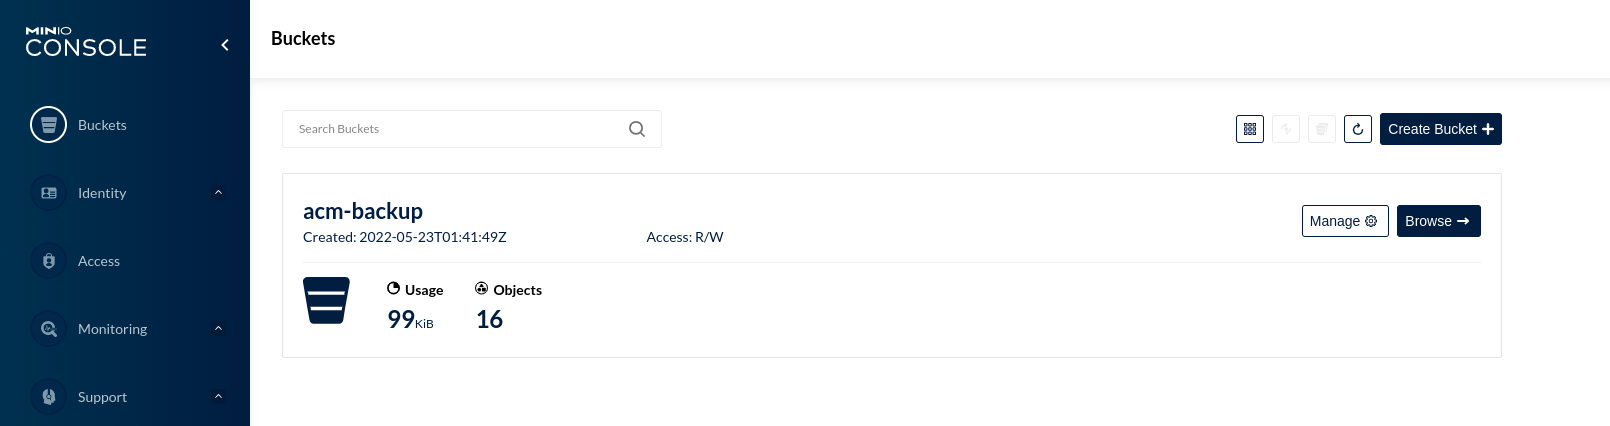 MINIO
CONSOLE
Buckets
Identity
Access
Monitoring
Support
Buckets
Search Buckets
Create Bucket
acm-backup
Created: 2022-05-23T01:41:49Z
Access: R/W
Manage
Browse
Usage
Objects
99KiB
16